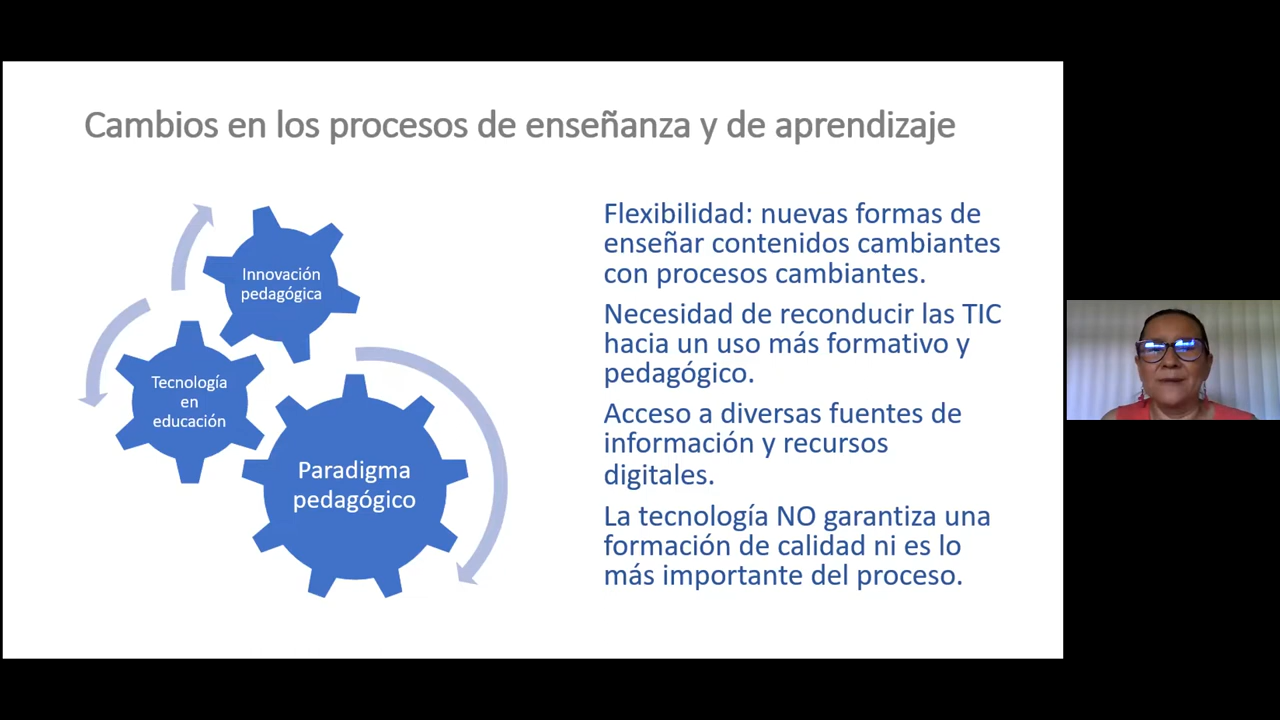 Cambios en los procesos de enseñanza y de aprendizaje
Innovación
pedagógica
Tecnología
en
educación
Paradigma
pedagógico
Flexibilidad: nuevas formas de
enseñar contenidos cambiantes
con procesos cambiantes.
Necesidad de reconducir las TIC
hacia un uso más formativo y
pedagógico.
Acceso a diversas fuentes de
información y recursos
digitales.
La tecnología NO garantiza una
formación de calidad ni es lo
más importante del proceso.